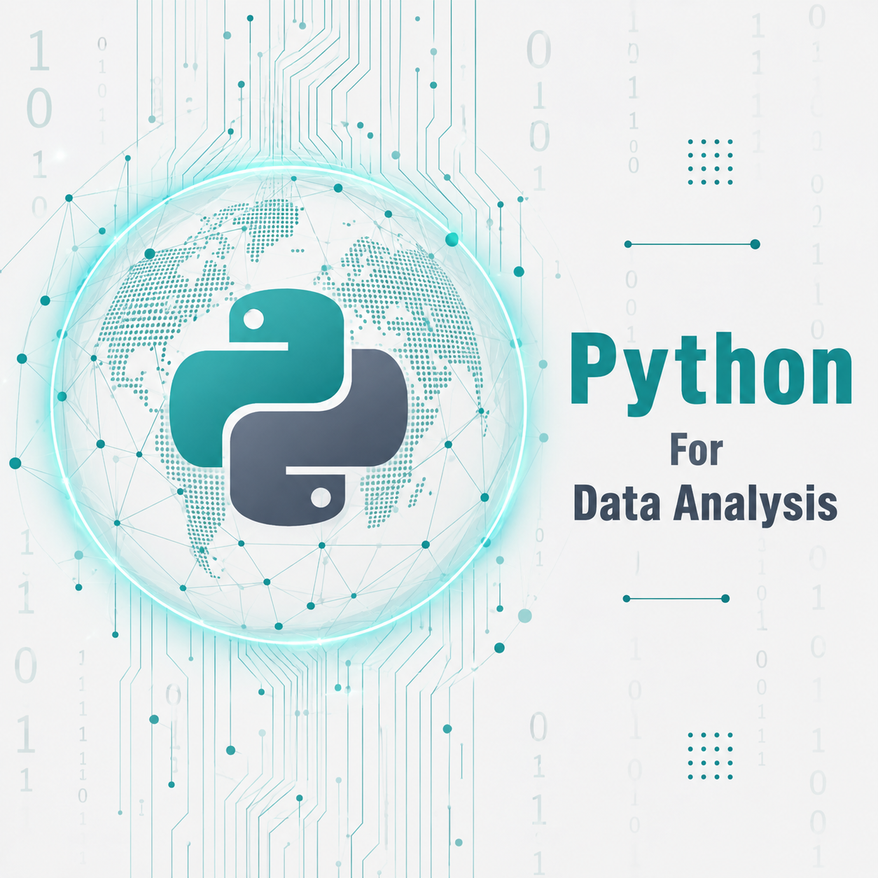 Python
For
Data Analysis